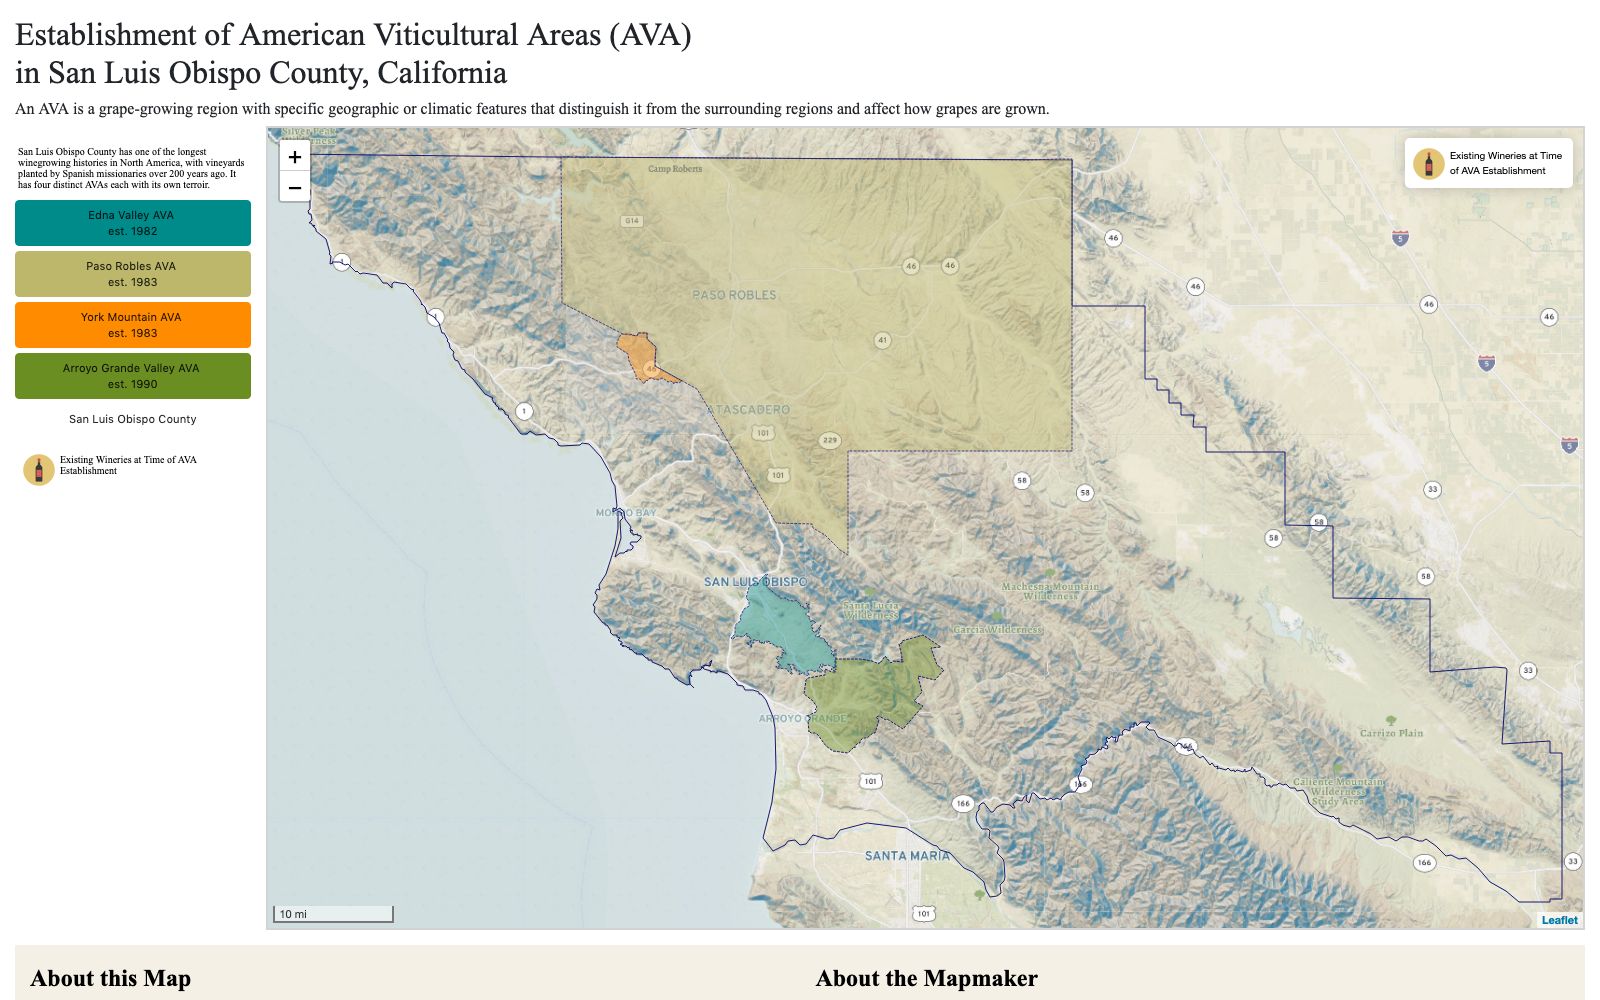 Establishment of American Viticultural Areas (AVA)
in San Luis Obispo County, California
An AVA is a grape-growing region with specific geographic or climatic features that distinguish it from the surrounding regions and affect how grapes are grown.
San Luis Obispo County has one of the longest
winegrowing histories in North America, with vineyards
planted by Spanish missionaries over 200 years ago. It
has four distinct AVAs each with its own terroir.
Edna Valley AVA
est. 1982
Paso Robles AVA
est. 1983
York Mountain AVA
est. 1983
Arroyo Grande Valley AVA
est. 1990
San Luis Obispo County
Existing Wineries at Time of AVA
Establishment
+
−
Silver Peak
Wilderness
Camp Roberts
Existing Wineries at Time
of AVA Establishment
G14
1
46
5
46
46
46
PASO ROBLES
46
46
1
41
5
46
1
ATASCADERO
101
229
5
101
58
58
33
MORRO BAY
58
58
58
SAN LUIS OBISPO
Machesna Mountain
Wilderness
Santa Lucia
Wilderness
Garcia Wilderness
33
ARROYO GRANDE
Carrizo Plain
166
101
166
Caliente Mountain
Wilderness
Study Area
166
SANTA MARIA
166
33
101
10 mi
Leaflet
About this Map
About the Mapmaker